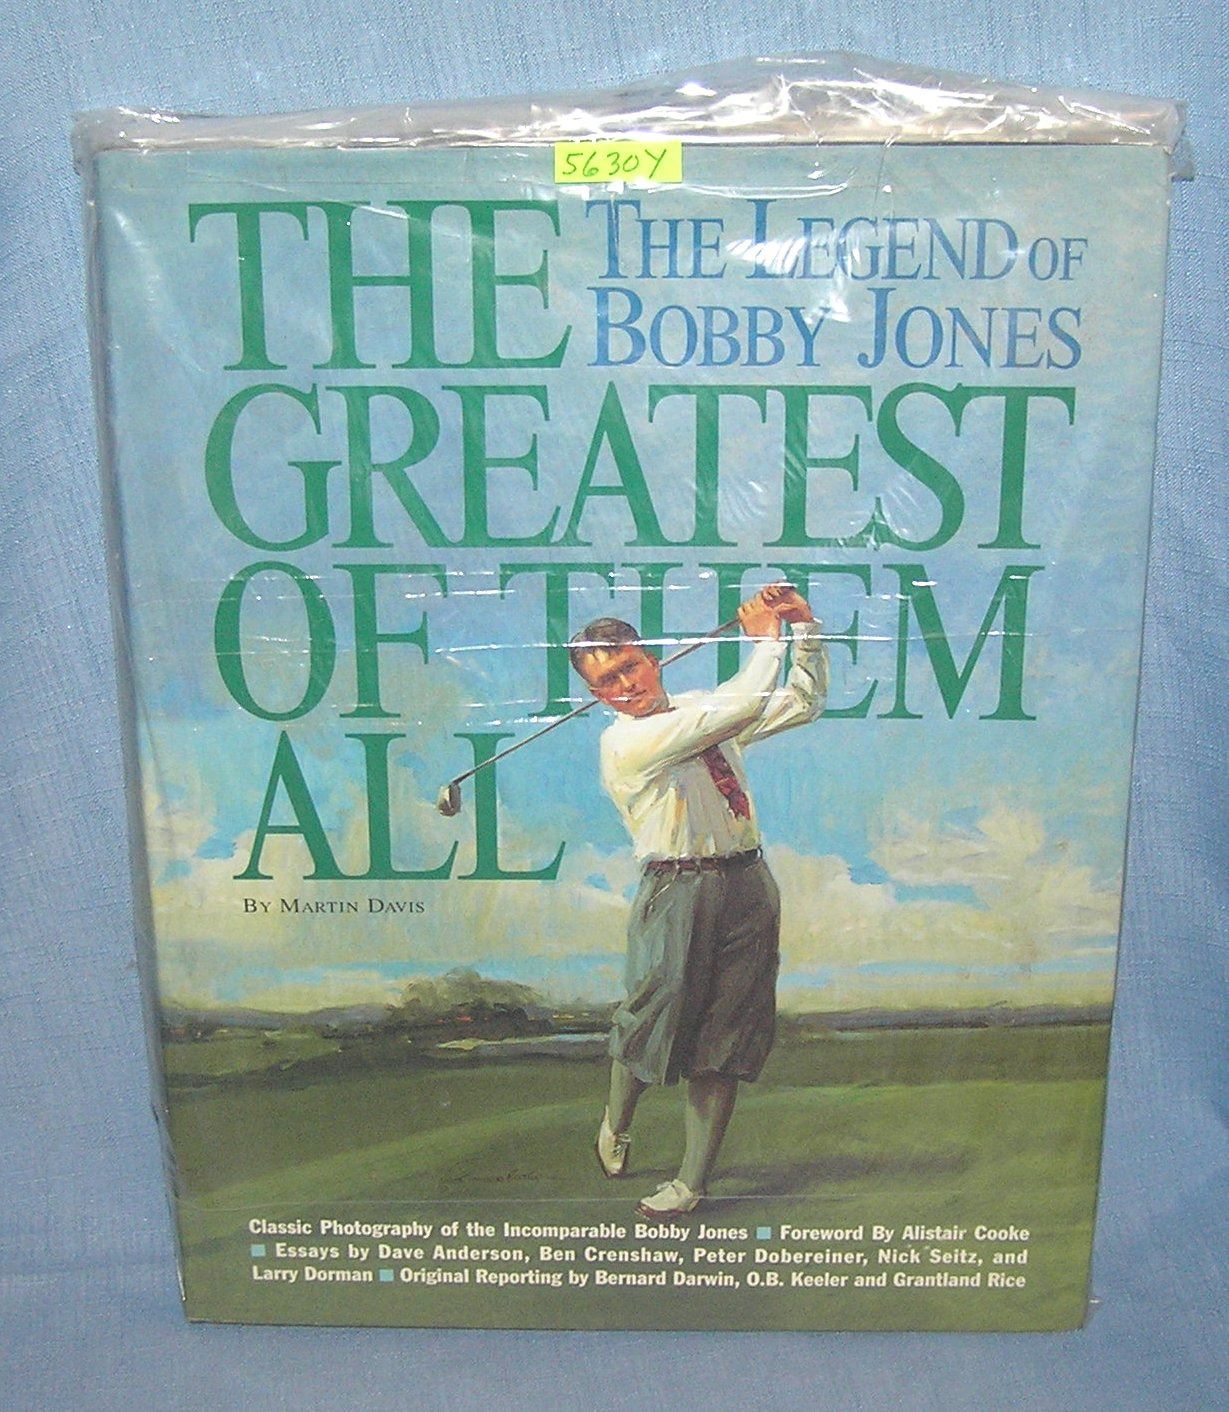 5630Y
THE
THE LEGEND OF
BOBBY JONES
GREATEST
OF THEM
ALL
BY MARTIN DAVIS
Classic Photography of the Incomparable Bobby Jones ■ Foreword By Alistair Cooke
■ Essays by Dave Anderson, Ben Crenshaw, Peter Dobereiner, Nick Seitz, and
Larry Dorman ■ Original Reporting by Bernard Darwin, O.B. Keeler and Grantland Rice